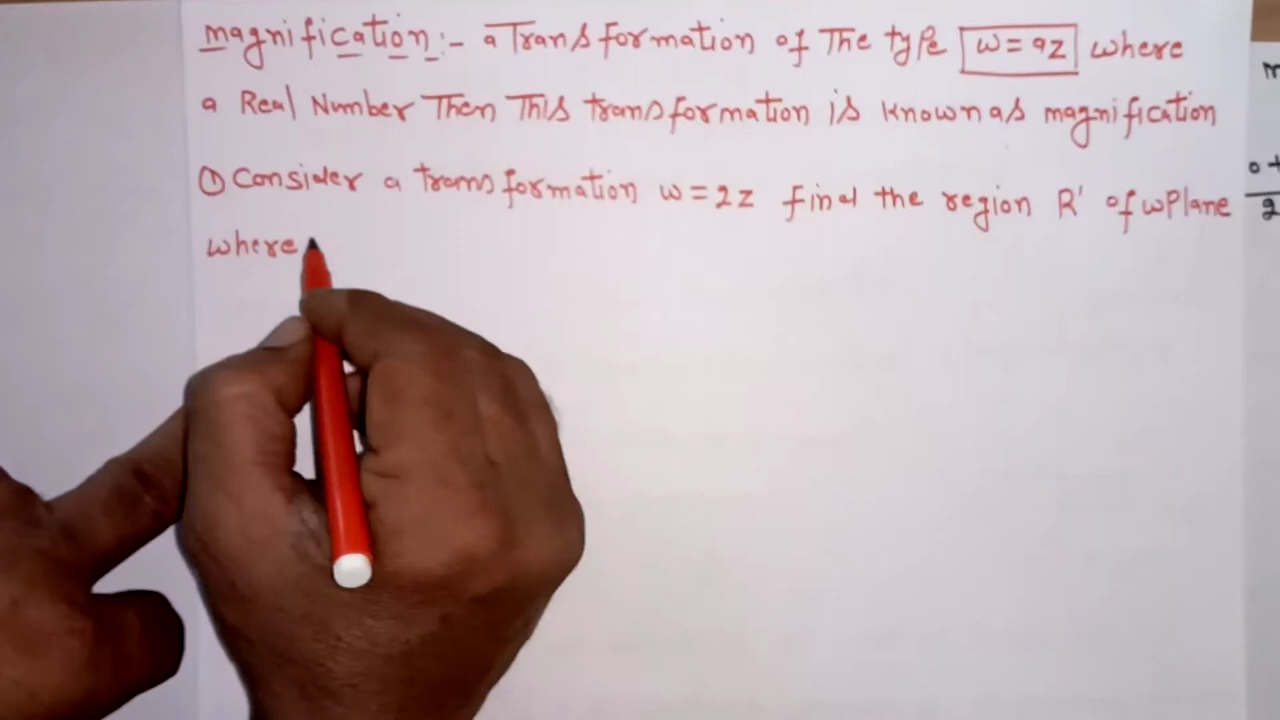 magnification:- a Transformation of The type w = az where
a Real Number Then This transformation is known as magnification
① Consider a transformation w = 2z find the region R' of w Plane
where